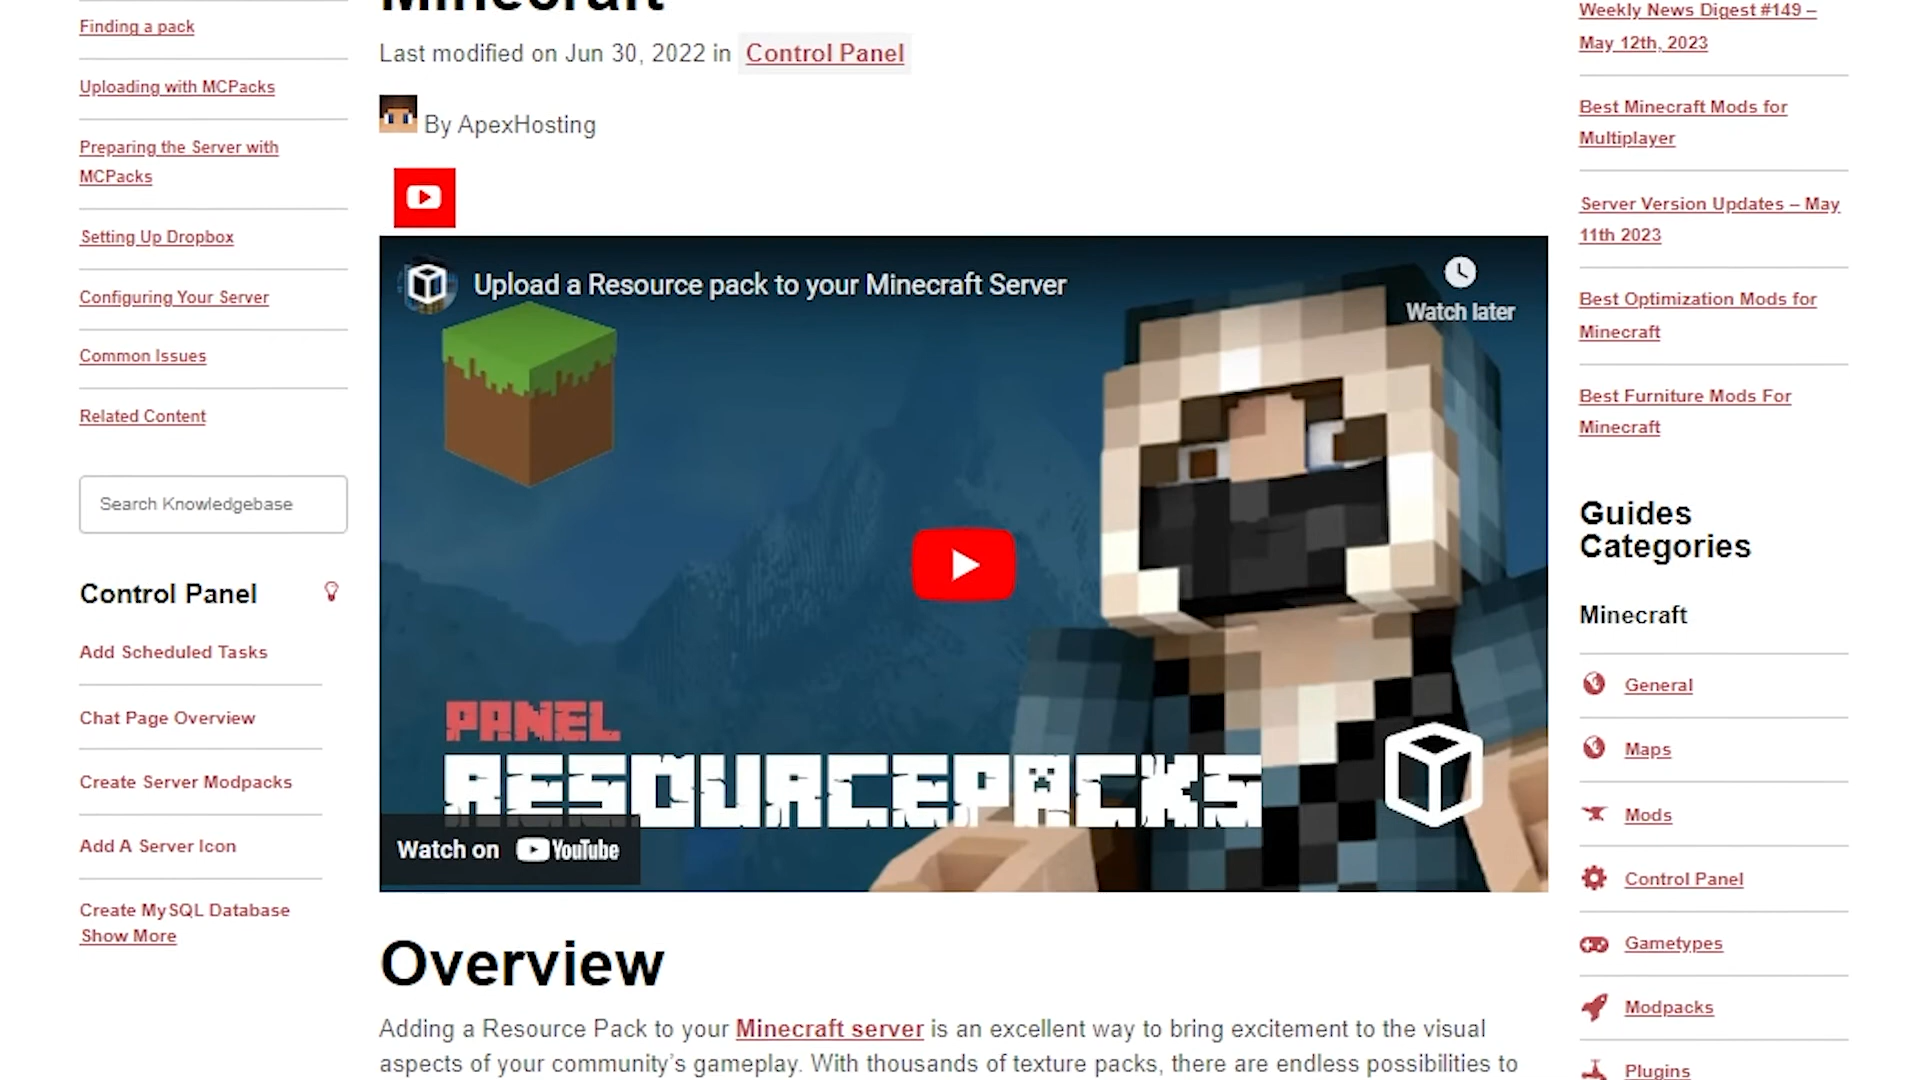 Finding a pack
Uploading with MCPacks
Preparing the Server with
MCPacks
Setting Up Dropbox
Configuring Your Server
Common Issues
Related Content
Search Knowledgebase
Control Panel
Add Scheduled Tasks
Chat Page Overview
Create Server Modpacks
Add A Server Icon
Create MySQL Database
Show More
Minecraft
Last modified on Jun 30, 2022 in Control Panel
By ApexHosting
Upload a Resource pack to your Minecraft Server
Watch later
PANEL
RESOURCEPACKS
Watch on YouTube
Overview
Adding a Resource Pack to your Minecraft server is an excellent way to bring excitement to the visual
aspects of your community’s gameplay. With thousands of texture packs, there are endless possibilities to
Weekly News Digest #149 –
May 12th, 2023
Best Minecraft Mods for
Multiplayer
Server Version Updates – May
11th 2023
Best Optimization Mods for
Minecraft
Best Furniture Mods For
Minecraft
Guides
Categories
Minecraft
General
Maps
Mods
Control Panel
Gametypes
Modpacks
Plugins